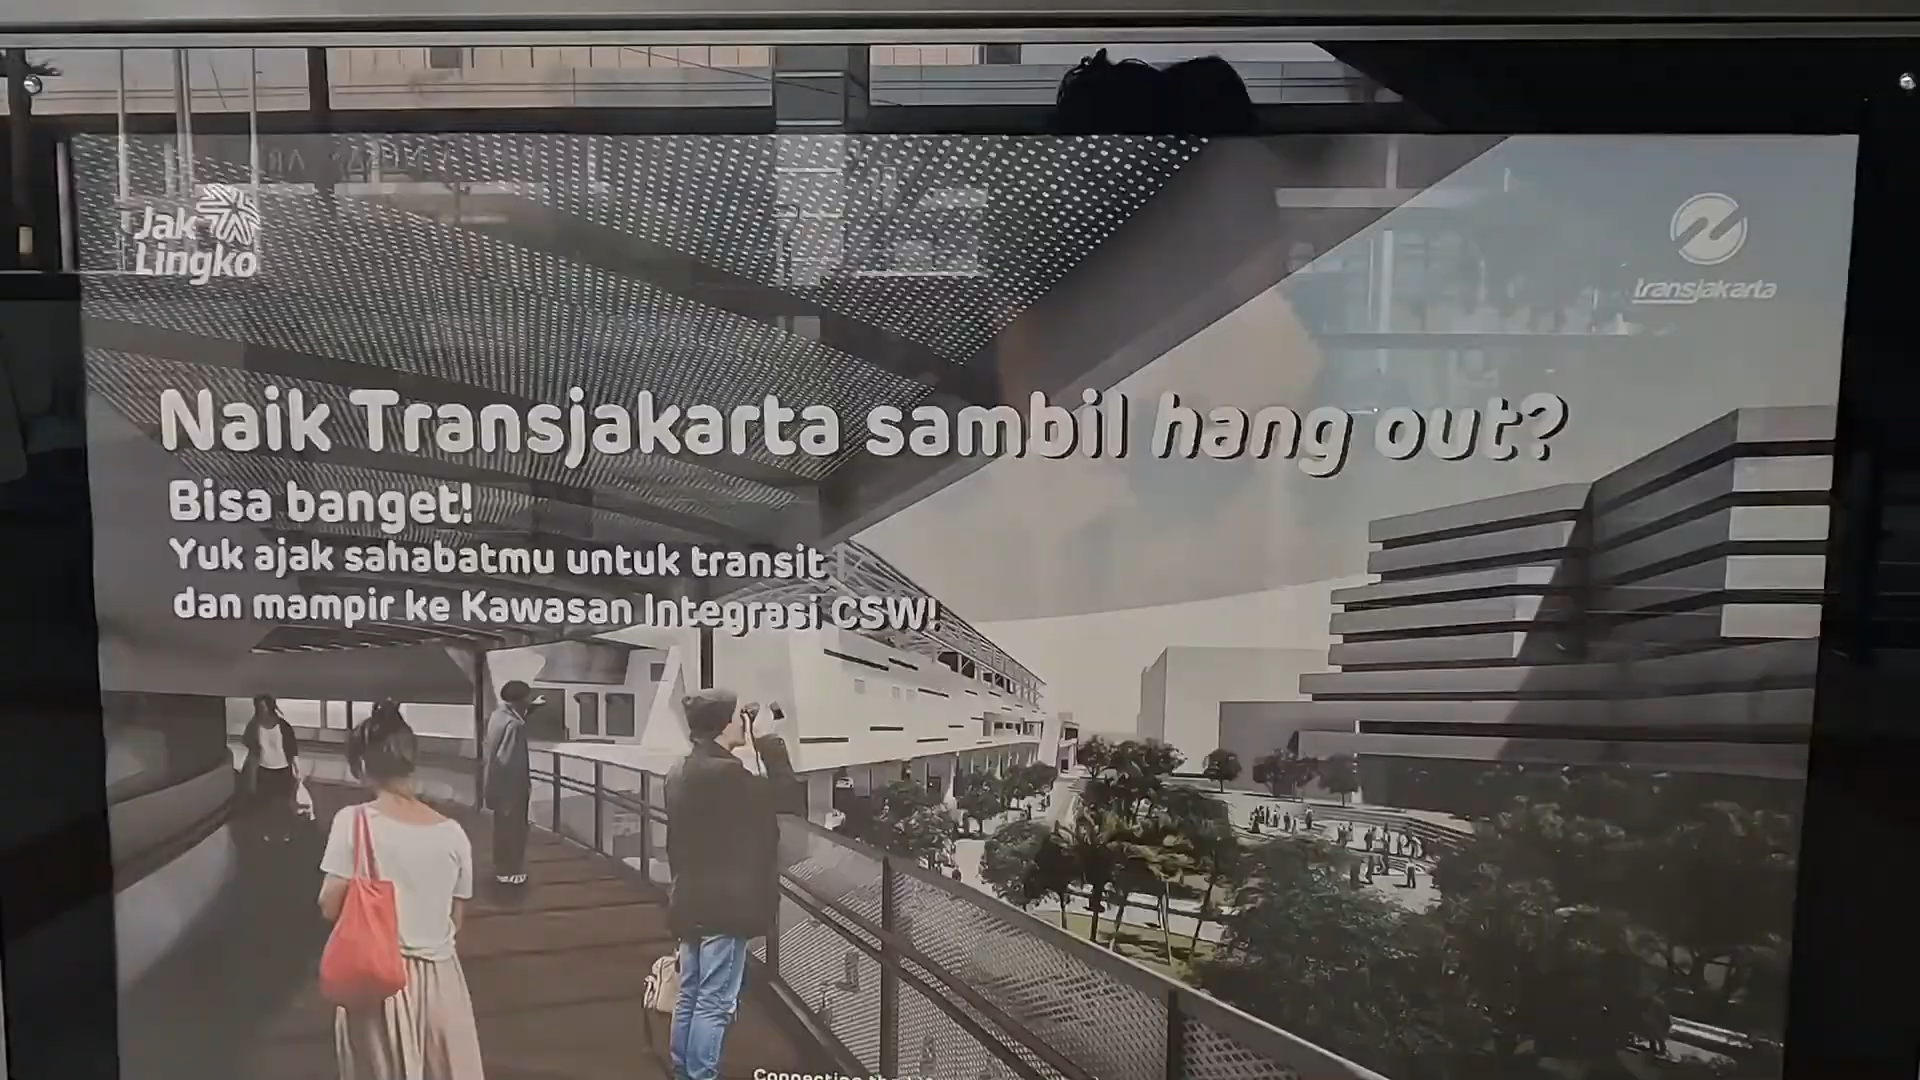 Jak
Lingko
transjakarta
Naik Transjakarta sambil hang out?
Bisa banget!
Yuk ajak sahabatmu untuk transit
dan mampir ke Kawasan Integrasi CSW!
Connecting